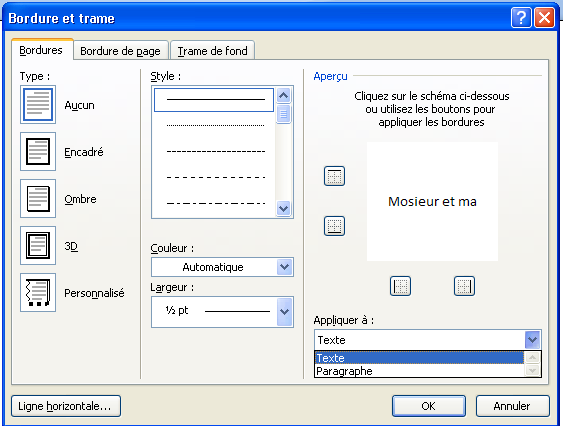 Bordure et trame
Bordures
Bordure de page
Trame de fond
Type :
Aucun
Encadré
Ombre
3D
Personnalisé
Style :
Couleur :
Automatique
Largeur :
½ pt
Aperçu
Cliquez sur le schéma ci-dessous
ou utilisez les boutons pour
appliquer les bordures
Mosieur et ma
Appliquer à :
Texte
Texte
Paragraphe
Ligne horizontale...
OK
Annuler